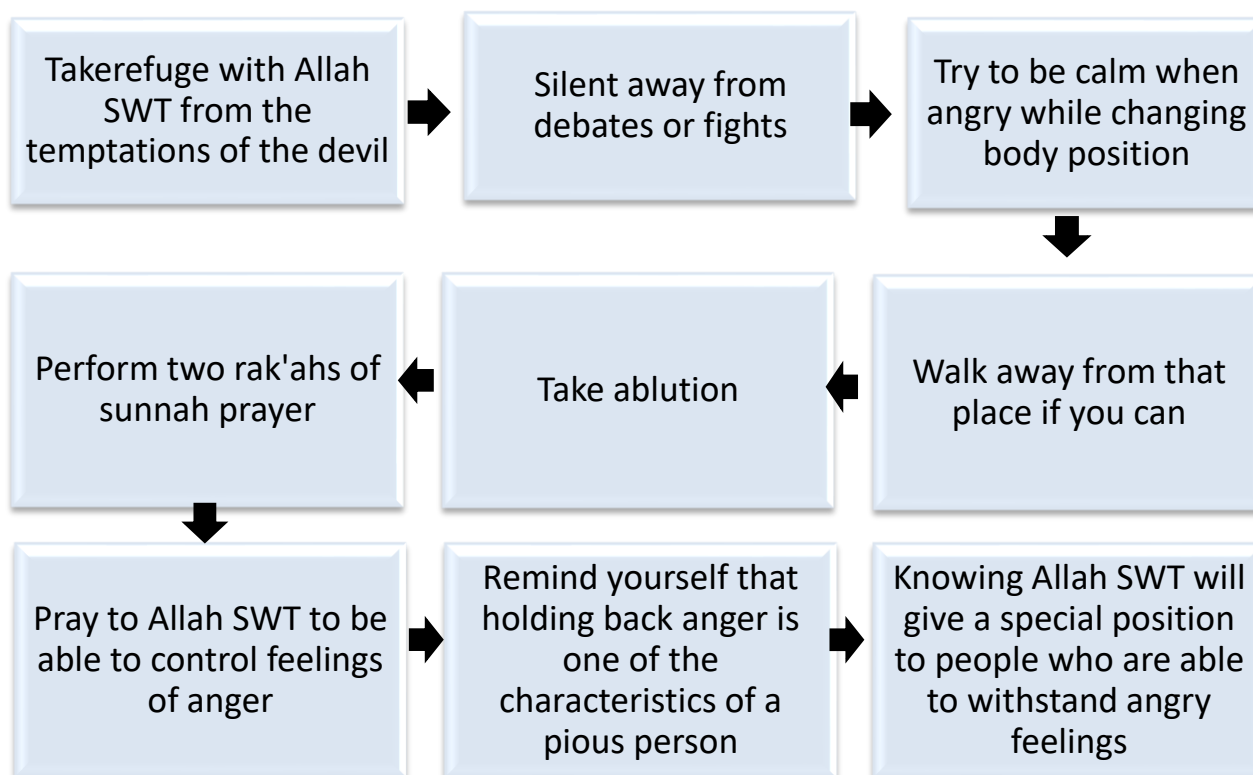 Takerefuge with Allah
SWT from the
temptations of the devil
Silent away from
debates or fights
Try to be calm when
angry while changing
body position
Walk away from that
place if you can
Take ablution
Perform two rak'ahs of
sunnah prayer
Pray to Allah SWT to be
able to control feelings
of anger
Remind yourself that
holding back anger is
one of the
characteristics of a
pious person
Knowing Allah SWT will
give a special position
to people who are able
to withstand angry
feelings